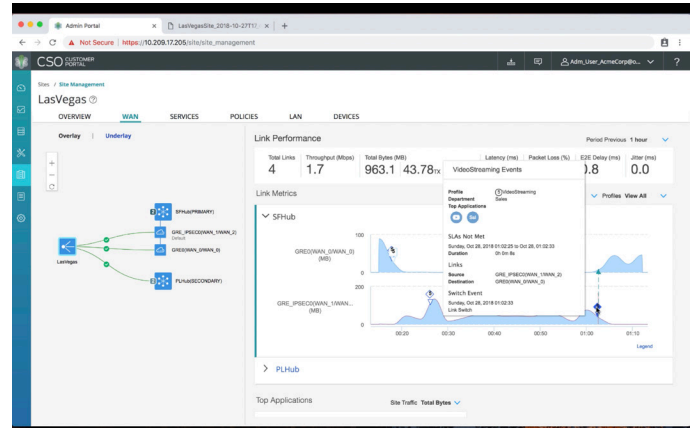 Admin Portal
LasVegasSite_2018-10-27T17
Not Secure | https://10.209.17.205/site/site_management
CSO CUSTOMER PORTAL
Adm_User_AcmeCorp@o...
?
Sites / Site Management
LasVegas
OVERVIEW WAN SERVICES POLICIES LAN DEVICES
Overlay | Underlay
SFHub(PRIMARY)
GRE_IPSEC0(WAN_1/WAN_2)
Default
GRE0(WAN_0/WAN_0)
LasVegas
PLHub(SECONDARY)
Link Performance
Period Previous 1 hour
Total Links
4
Throughput (Mbps)
1.7
Total Bytes (MB)
963.1 43.78TX
Latency (ms)
Packet Loss (%)
E2E Delay (ms)
0.8
Jitter (ms)
0.0
Link Metrics
Profiles View All
SFHub
GRE0(WAN_0/WAN_0)
(MB)
100
0
GRE_IPSEC0(WAN_1/WAN...
(MB)
200
0
00:20 00:30 00:40 00:50 01:00 01:10
Legend
VideoStreaming Events
Profile VideoStreaming
Department Sales
Top Applications
SLAs Not Met
Sunday, Oct 28, 2018 01:02:25 to Oct 28, 01:02:33
Duration 0h 0m 8s
Links
Source GRE_IPSEC0(WAN_1/WAN_2)
Destination GRE0(WAN_0/WAN_0)
Switch Event
Sunday, Oct 28, 2018 01:02:33
Link Switch
PLHub
Top Applications
Site Traffic Total Bytes